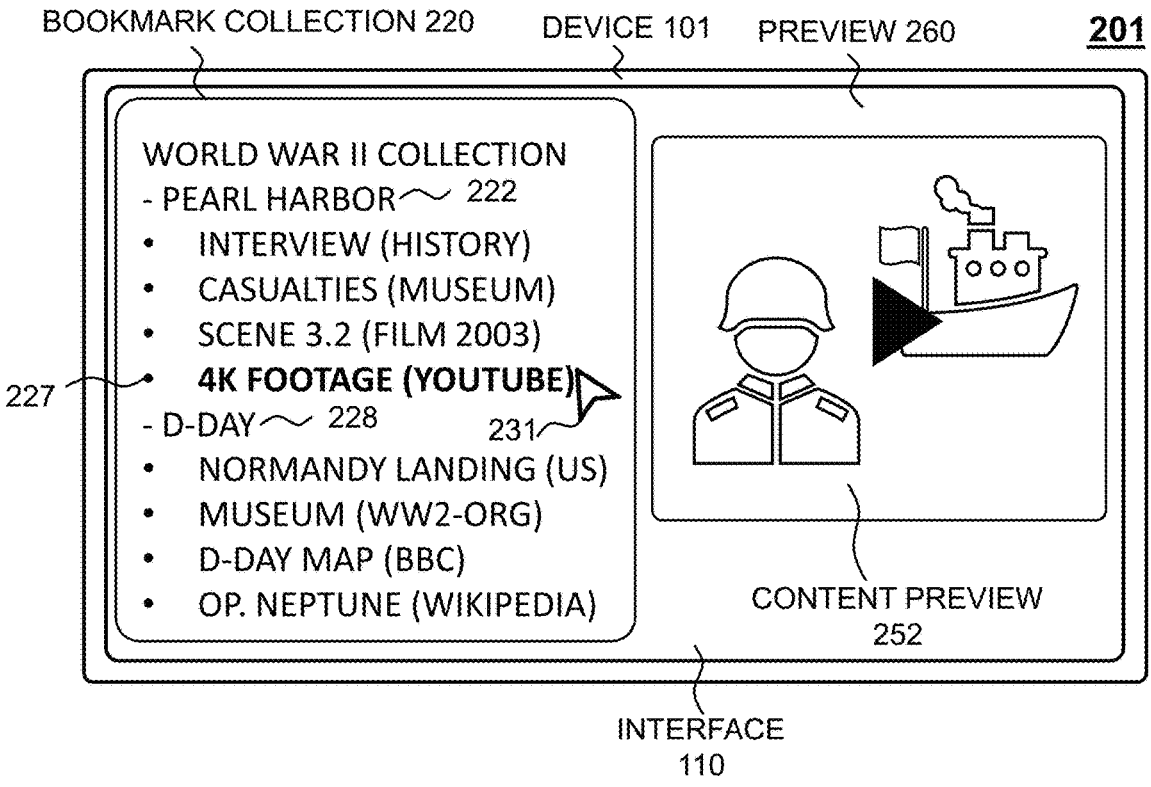 BOOKMARK COLLECTION 220
DEVICE 101
PREVIEW 260
201
WORLD WAR II COLLECTION
- PEARL HARBOR 222
• INTERVIEW (HISTORY)
• CASUALTIES (MUSEUM)
• SCENE 3.2 (FILM 2003)
• 4K FOOTAGE (YOUTUBE)
227
- D-DAY 228
231
• NORMANDY LANDING (US)
• MUSEUM (WW2-ORG)
• D-DAY MAP (BBC)
• OP. NEPTUNE (WIKIPEDIA)
CONTENT PREVIEW
252
INTERFACE
110